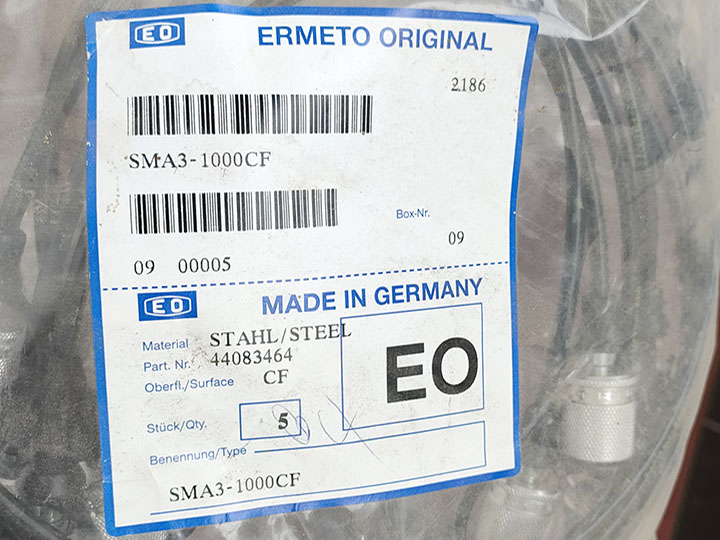 EO ERMETO ORIGINAL
2186
SMA3-1000CF
Box-Nr.
09
09 00005
EO MADE IN GERMANY
Material STAHL/STEEL
Part. Nr. 44083464
Oberfl./Surface CF
EO
Stück/Qty. 5
Benennung/Type
SMA3-1000CF